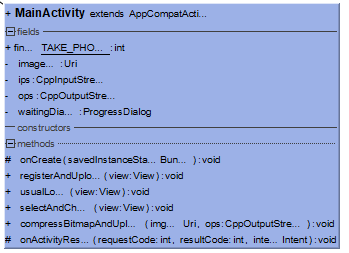 + MainActivity extends AppCompatActi...
fields
+ fin... TAKE_PHO... : int
- image... : Uri
- ips: CppInputStre...
- ops: CppOutputStre...
- waitingDia... : ProgressDialog
constructors
methods
# onCreate(savedInstanceSta... Bun... ): void
+ registerAndUplo... (view: View): void
+ usualLo... (view: View): void
+ selectAndCh... (view: View): void
+ compressBitmapAndUpl... (img... Uri, ops: CppOutputStre... ): void
# onActivityRes... (requestCode: int, resultCode: int, inte... Intent): void